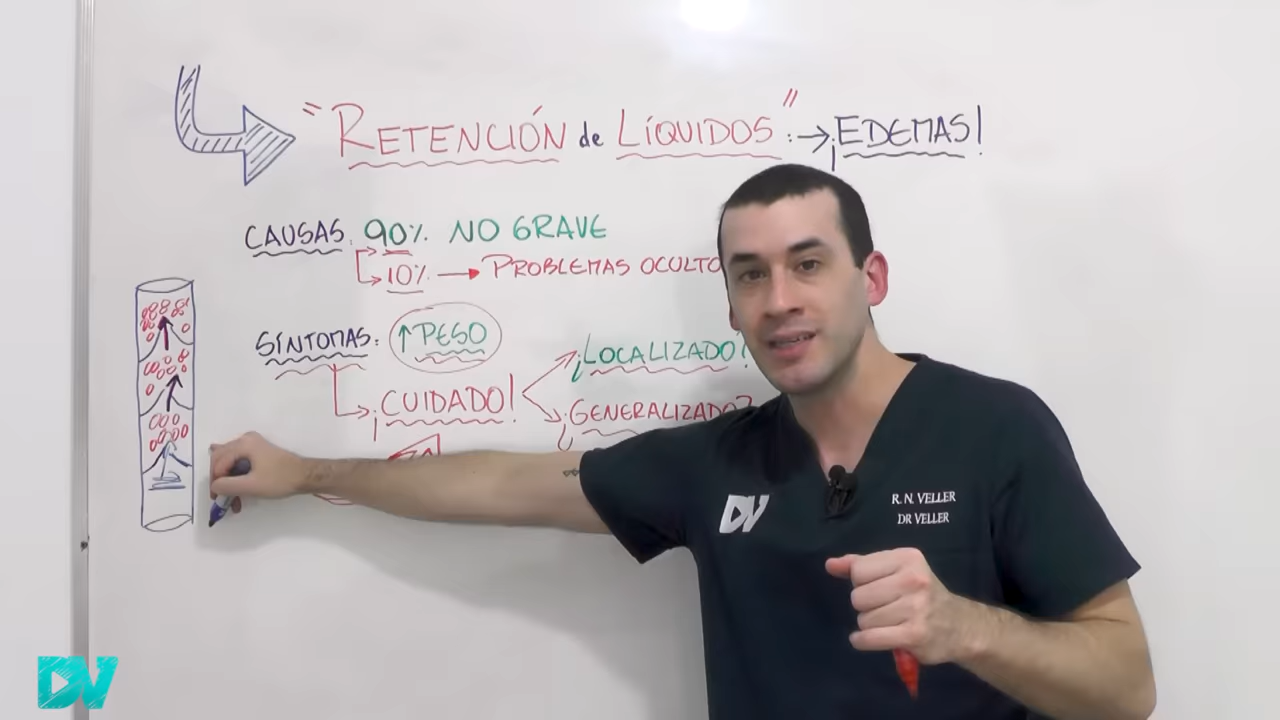 "RETENCIÓN de LÍQUIDOS": → ¡EDEMAS!
CAUSAS: 90% NO GRAVE
10% → PROBLEMAS OCULTO
SÍNTOMAS: ↑PESO
¡CUIDADO!
¿LOCALIZADO?
¿GENERALIZADO?
DV
R. N. VELLER
DR VELLER
DV